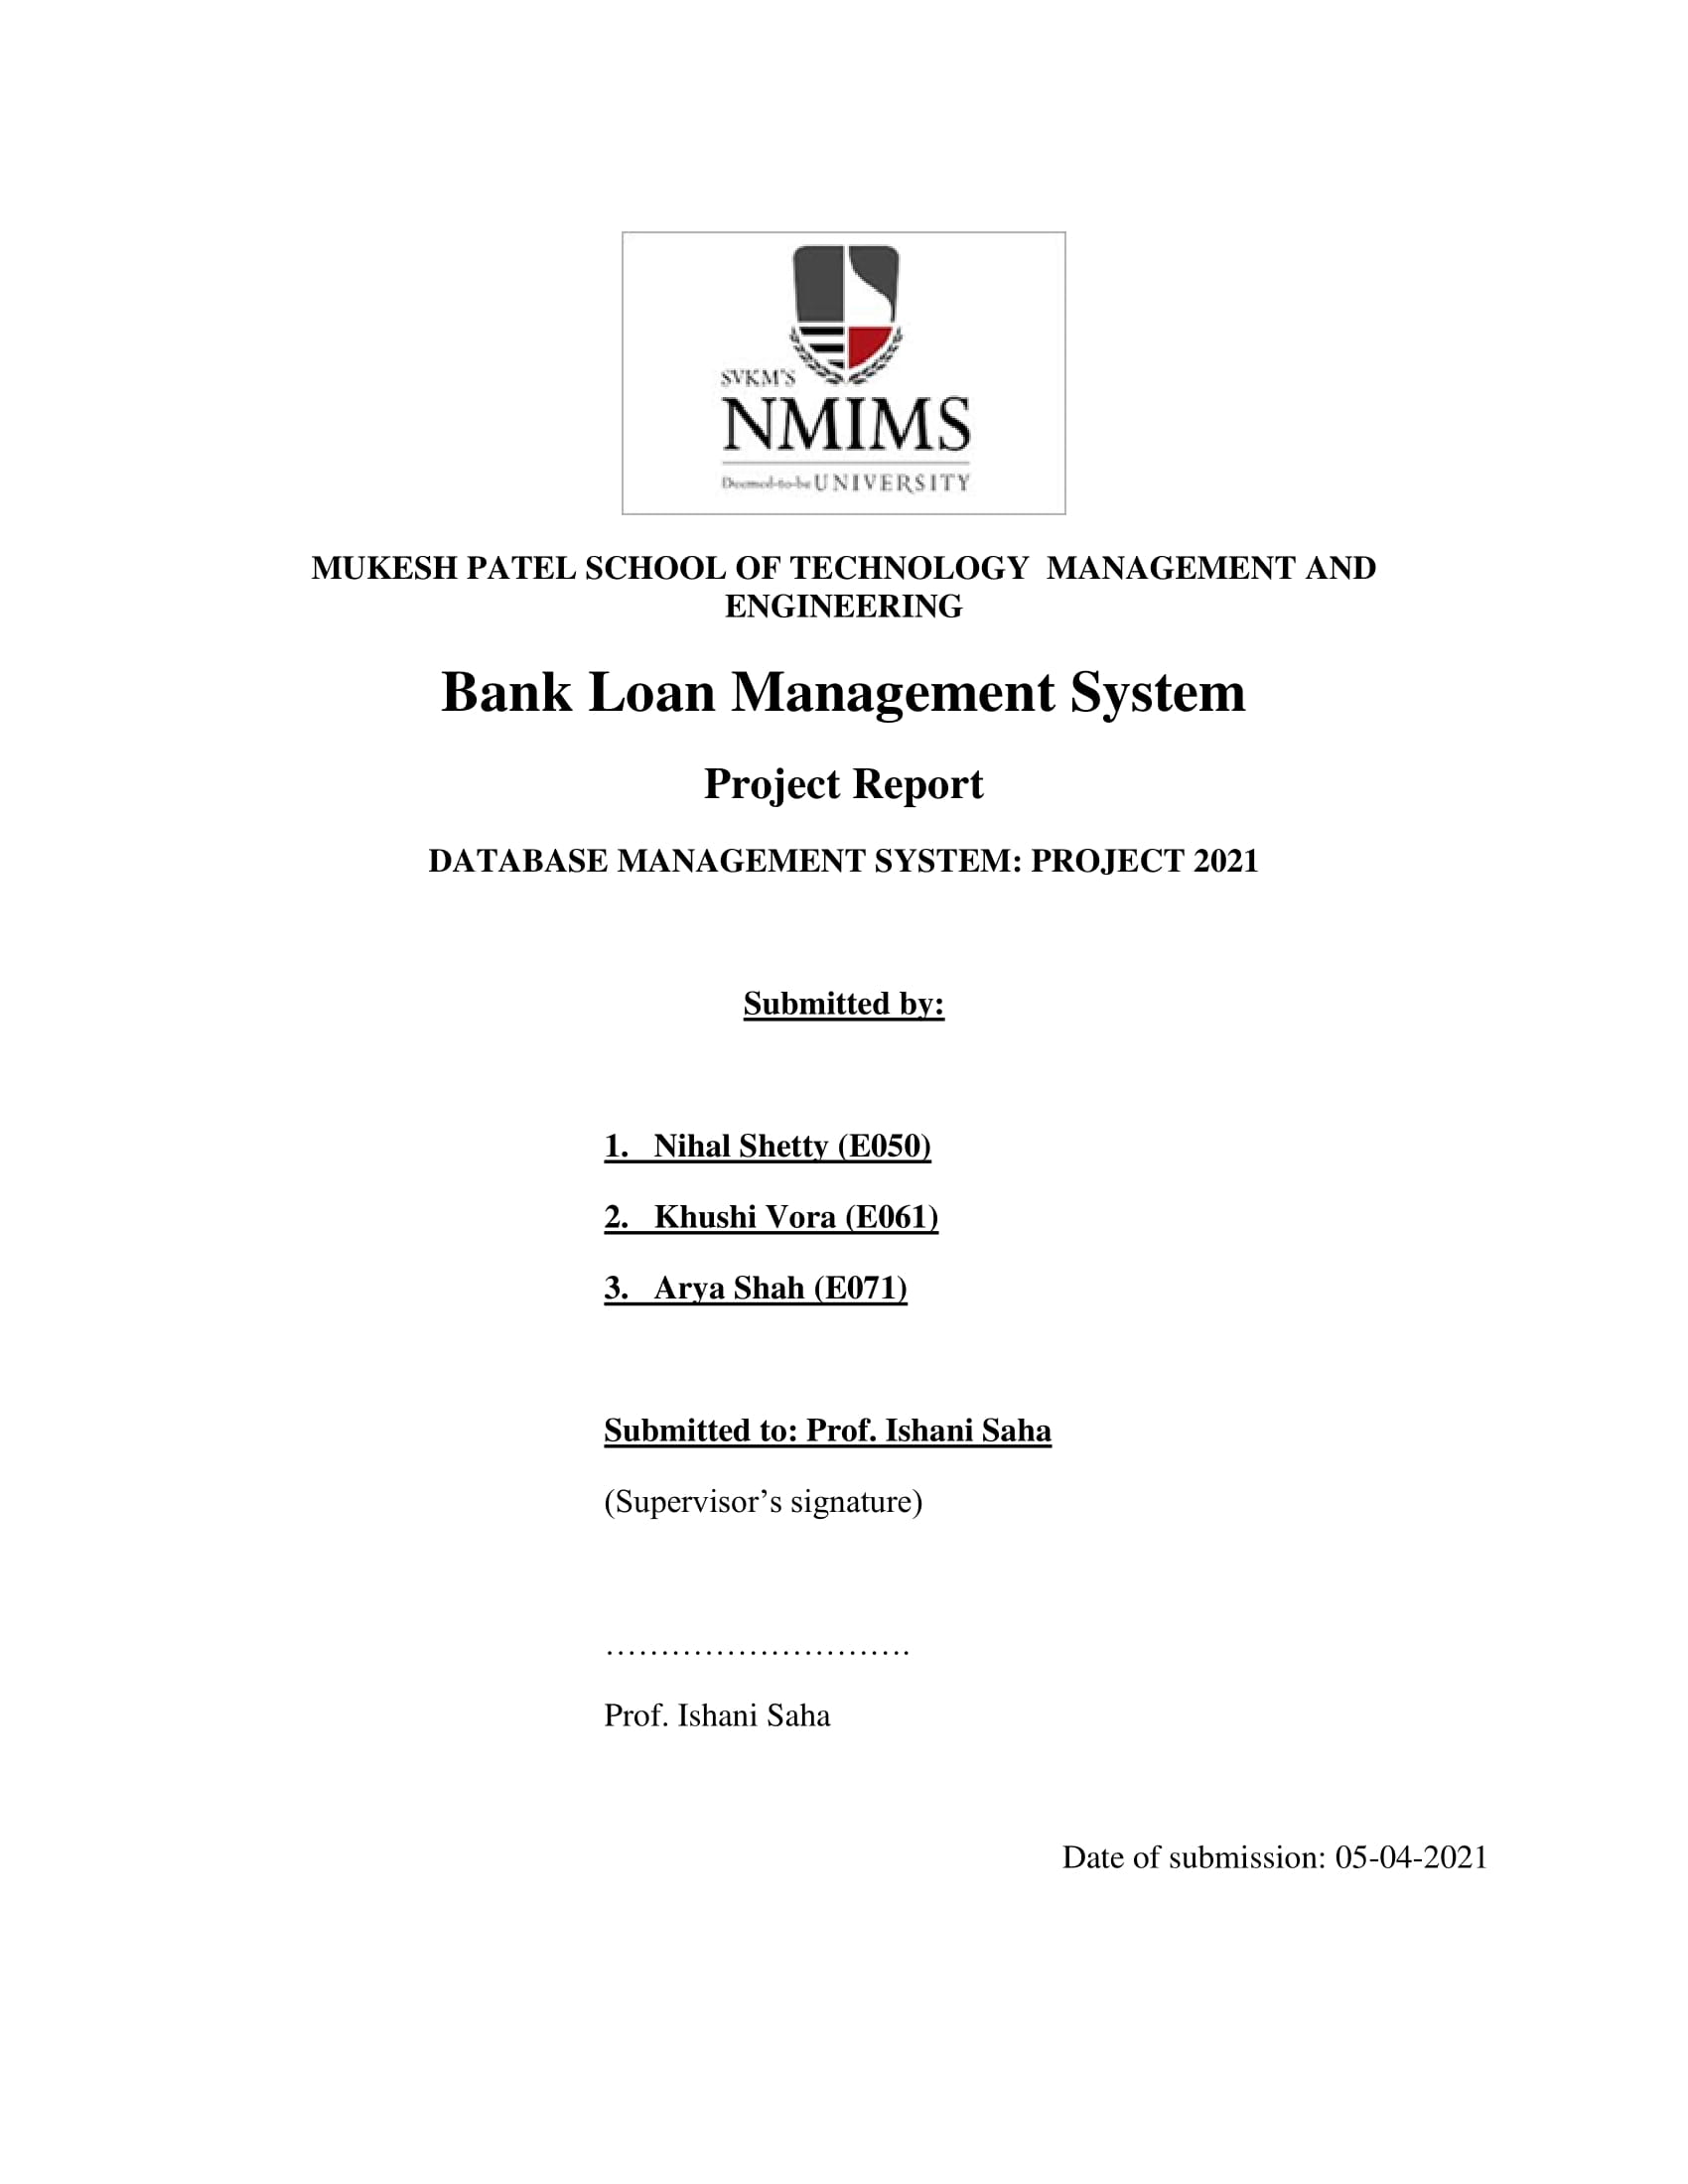 SVKM'S
NMIMS
Deemed-to-be UNIVERSITY
MUKESH PATEL SCHOOL OF TECHNOLOGY  MANAGEMENT AND
ENGINEERING
Bank Loan Management System
Project Report
DATABASE MANAGEMENT SYSTEM: PROJECT 2021
Submitted by:
1. Nihal Shetty (E050)
2. Khushi Vora (E061)
3. Arya Shah (E071)
Submitted to: Prof. Ishani Saha
(Supervisor’s signature)
……………………….
Prof. Ishani Saha
Date of submission: 05-04-2021